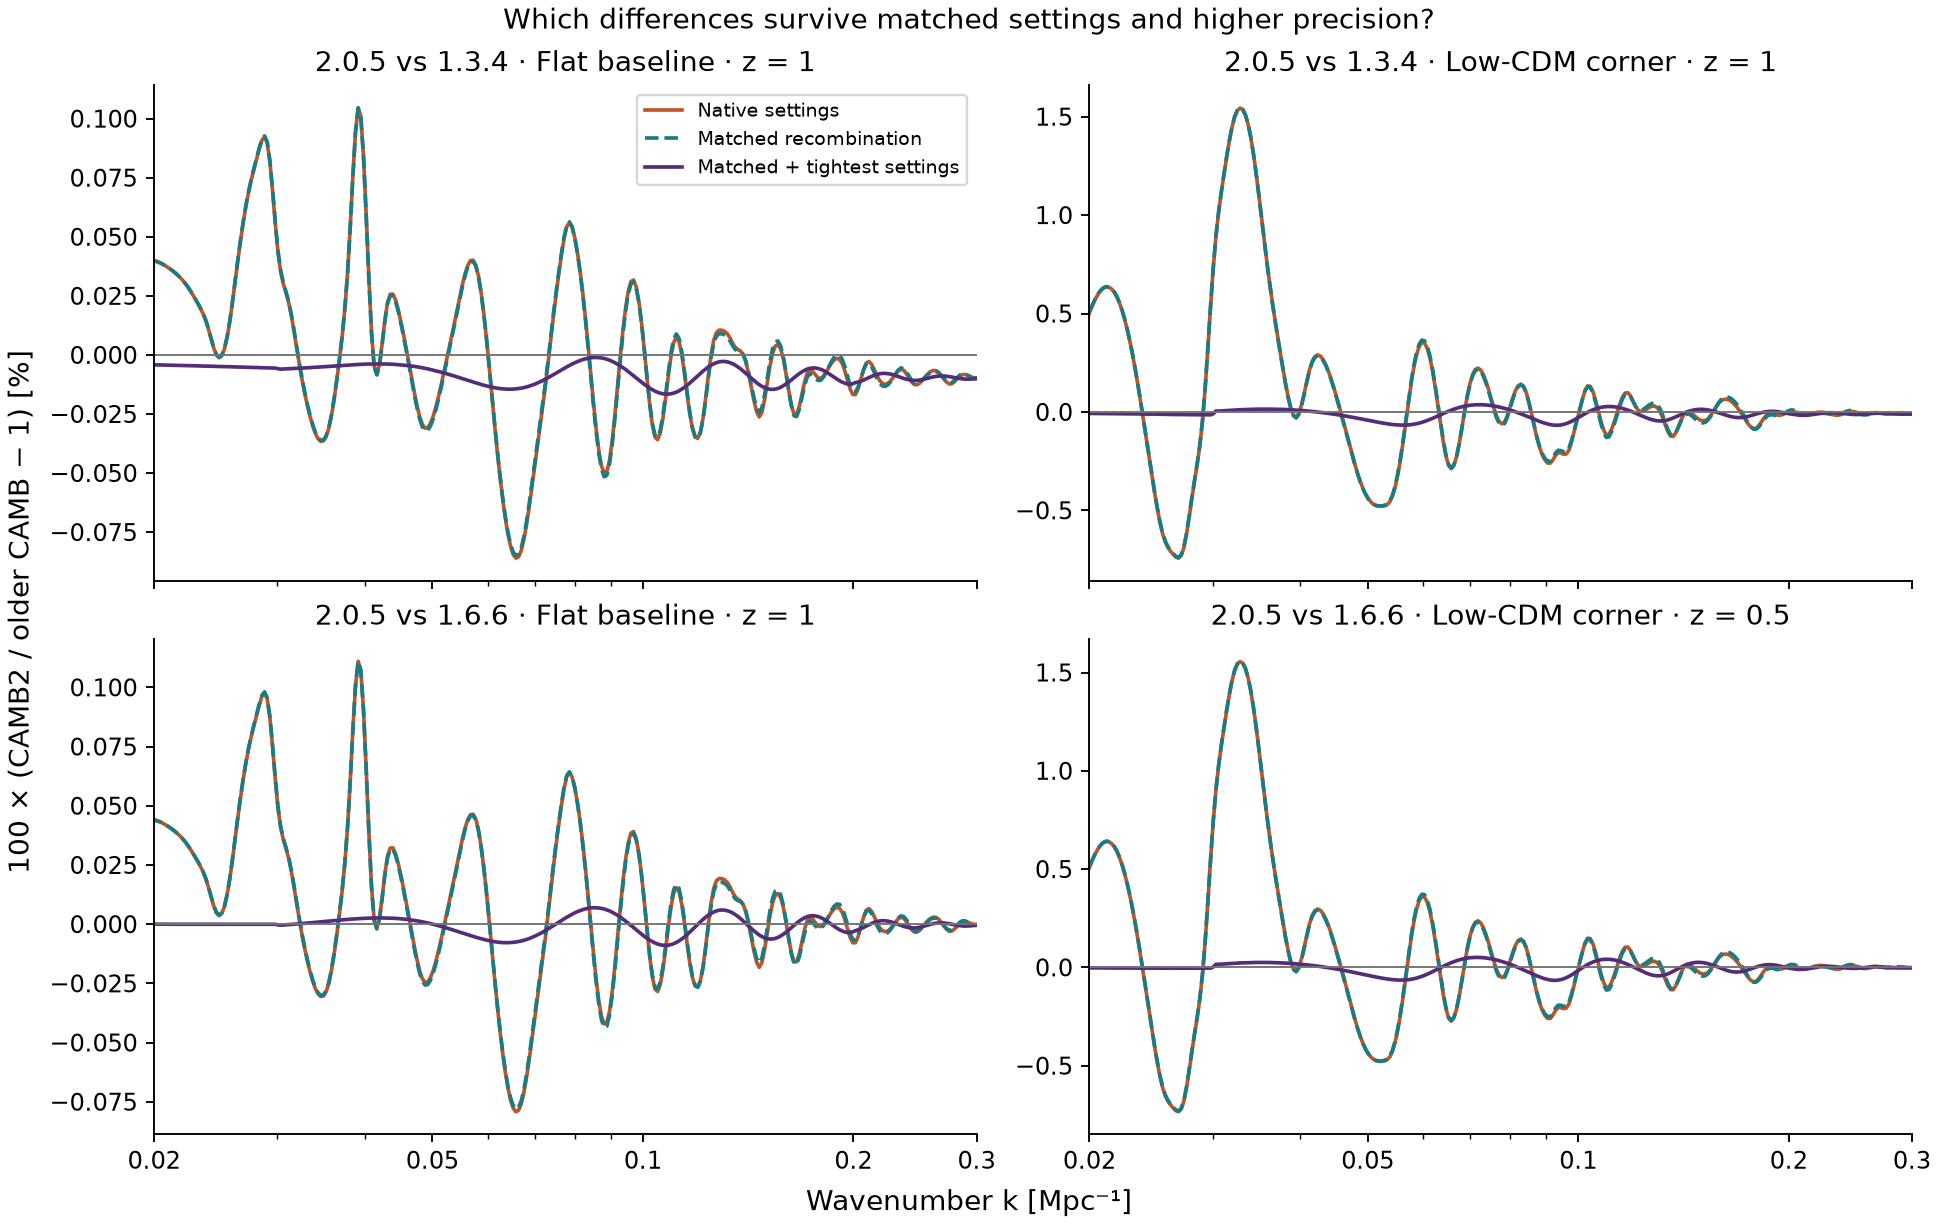 Which differences survive matched settings and higher precision?
2.0.5 vs 1.3.4 · Flat baseline · z = 1
2.0.5 vs 1.3.4 · Low-CDM corner · z = 1
Native settings
Matched recombination
Matched + tightest settings
0.100
0.075
0.050
0.025
0.000
−0.025
−0.050
−0.075
1.5
1.0
0.5
0.0
−0.5
100 × (CAMB2 / older CAMB − 1) [%]
2.0.5 vs 1.6.6 · Flat baseline · z = 1
2.0.5 vs 1.6.6 · Low-CDM corner · z = 0.5
0.100
0.075
0.050
0.025
0.000
−0.025
−0.050
−0.075
1.5
1.0
0.5
0.0
−0.5
0.02 0.05 0.1 0.2 0.3
0.02 0.05 0.1 0.2 0.3
Wavenumber k [Mpc⁻¹]